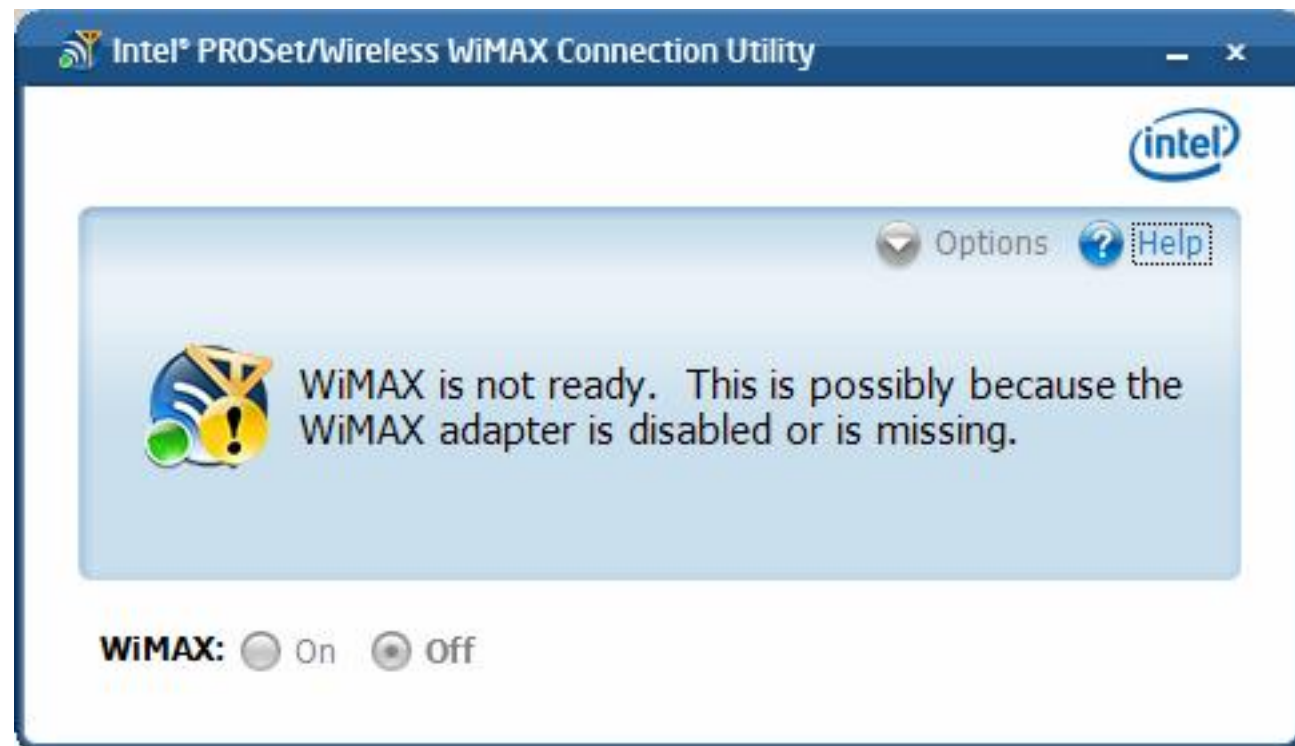 Intel® PROSet/Wireless WiMAX Connection Utility
intel
Options Help
WiMAX is not ready. This is possibly because the
WiMAX adapter is disabled or is missing.
WiMAX: On Off